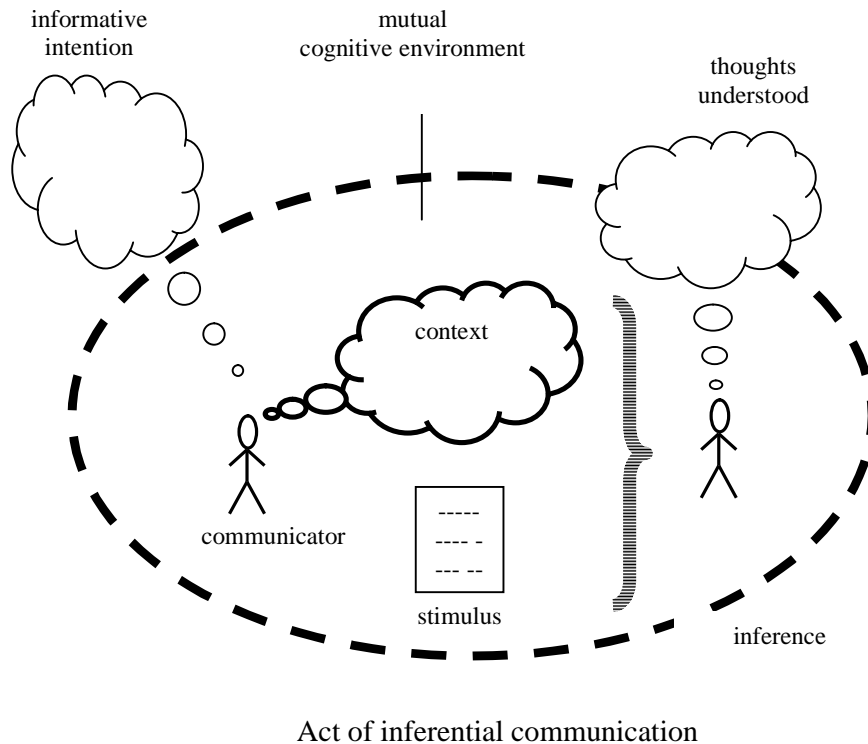 informative
intention
mutual
cognitive environment
thoughts
understood
context
communicator
-----
---- -
--- --
stimulus
inference
Act of inferential communication